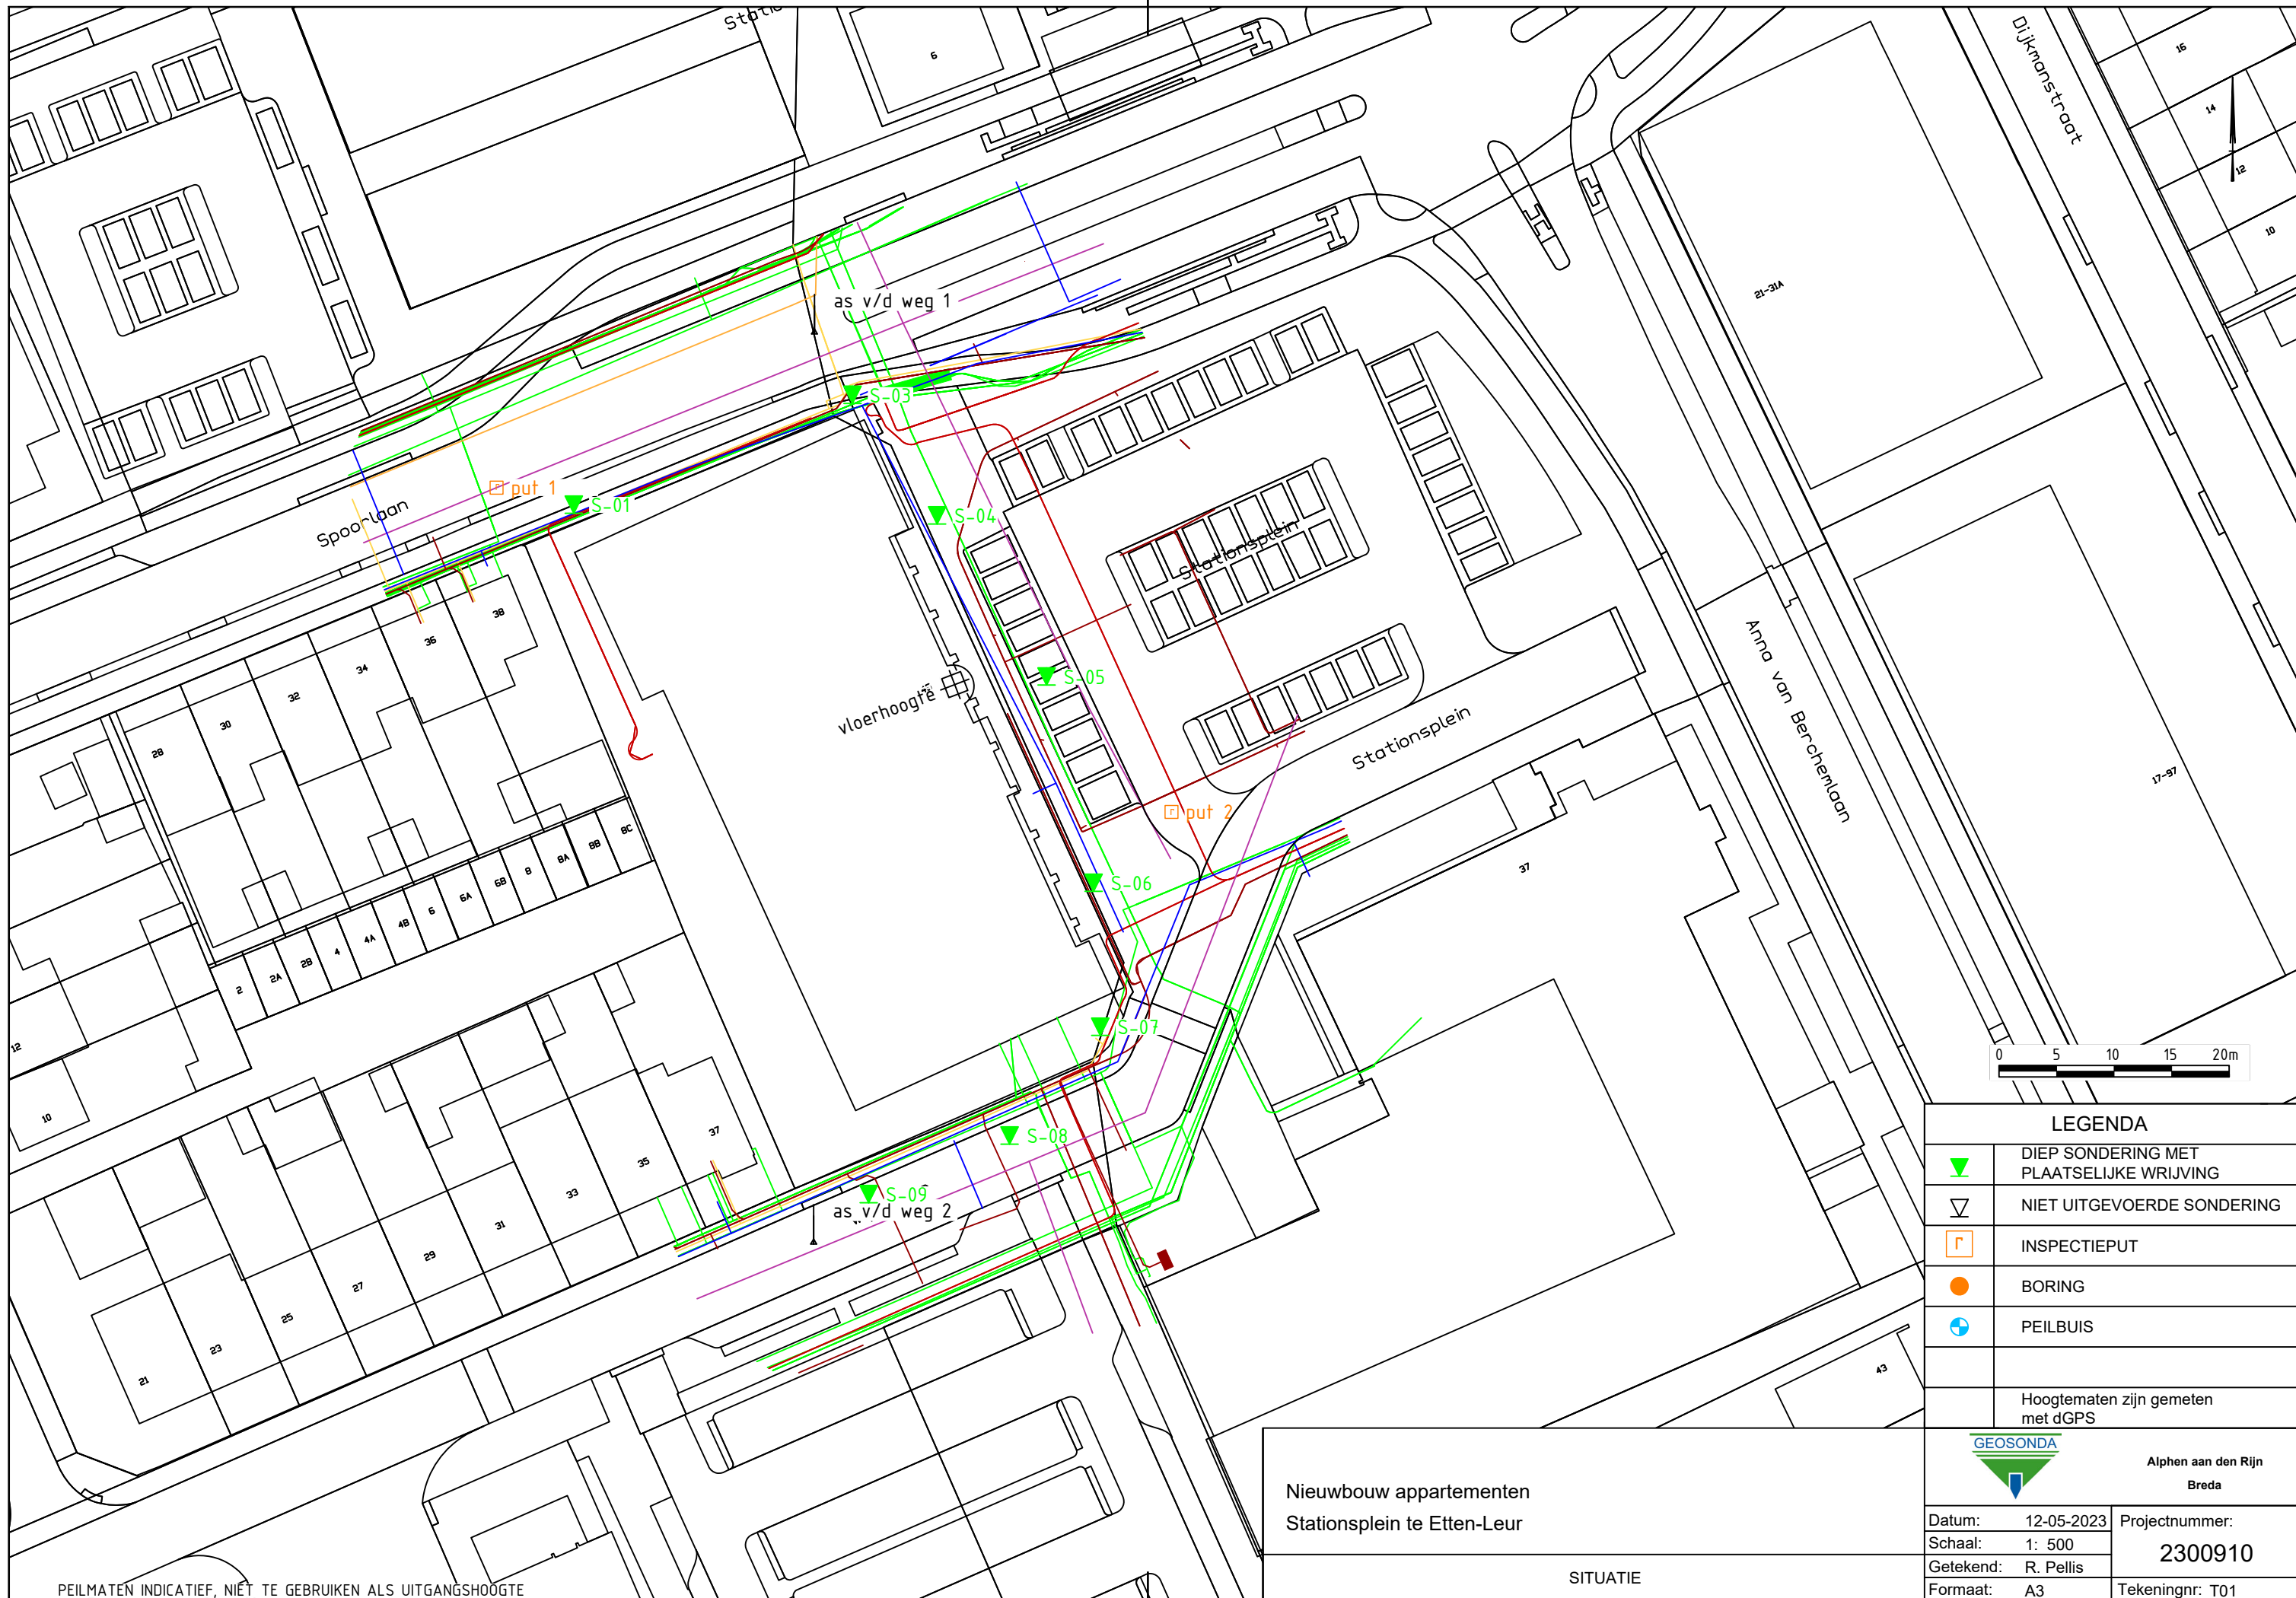 Statio
6
Dijkmanstraat
16
14
12
10
21-31A
as v/d weg 1
S-03
put 1
S-01
Spoorlaan
S-04
Stationsplein
S-05
vloerhoogte
Stationsplein
Anna van Berchemlaan
17-97
38
36
34
32
30
28
put 2
S-06
37
8C
8B
8A
8
6B
6A
6
4B
4A
4
2B
2A
2
12
10
S-07
S-08
S-09
as v/d weg 2
37
35
33
31
29
27
25
23
21
43
0 5 10 15 20m
LEGENDA
DIEP SONDERING MET
PLAATSELIJKE WRIJVING
NIET UITGEVOERDE SONDERING
INSPECTIEPUT
BORING
PEILBUIS
Hoogtematen zijn gemeten
met dGPS
GEOSONDA
Alphen aan den Rijn
Breda
Nieuwbouw appartementen
Stationsplein te Etten-Leur
SITUATIE
Datum: 12-05-2023
Schaal: 1: 500
Getekend: R. Pellis
Formaat: A3
Projectnummer:
2300910
Tekeningnr: T01
PEILMATEN INDICATIEF, NIET TE GEBRUIKEN ALS UITGANGSHOOGTE